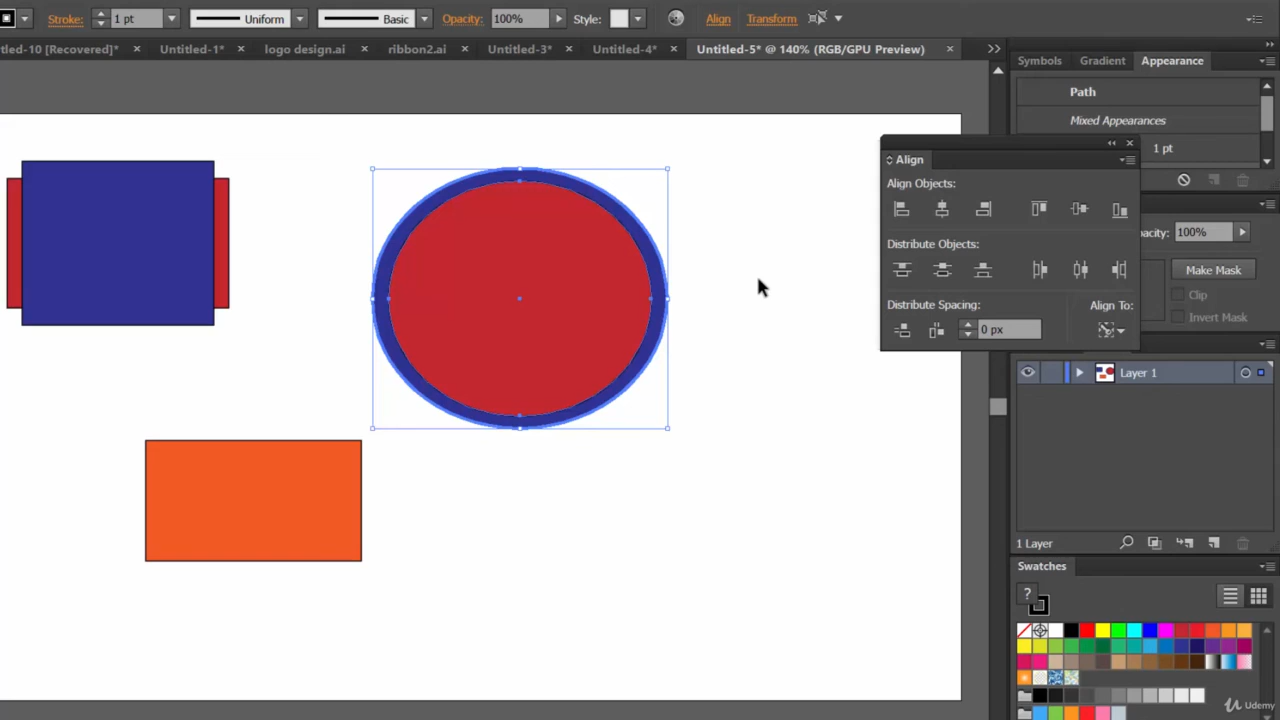 Stroke: 1 pt Uniform Basic Opacity: 100% Style: Align Transform
tled-10 [Recovered]* × Untitled-1* × logo design.ai × ribbon2.ai × Untitled-3* × Untitled-4* × Untitled-5* @ 140% (RGB/GPU Preview) ×
Symbols Gradient Appearance
Path
Mixed Appearances
1 pt
Align
Align Objects:
Distribute Objects:
Distribute Spacing:
Align To:
0 px
acity: 100%
Make Mask
Clip
Invert Mask
Layer 1
1 Layer
Swatches
?
Udemy